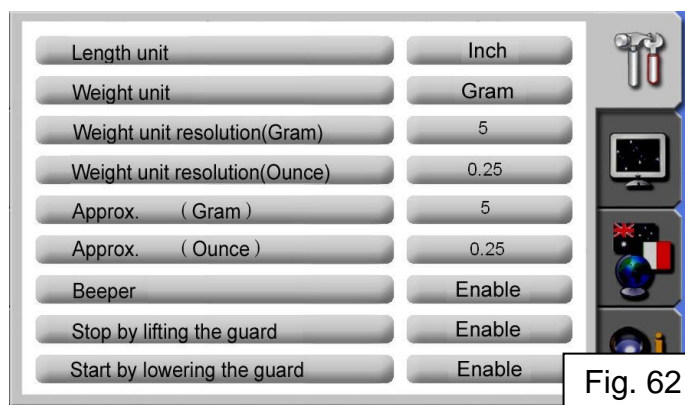 Length unit Inch
Weight unit Gram
Weight unit resolution(Gram) 5
Weight unit resolution(Ounce) 0.25
Approx. (Gram) 5
Approx. (Ounce) 0.25
Beeper Enable
Stop by lifting the guard Enable
Start by lowering the guard Enable
Fig. 62